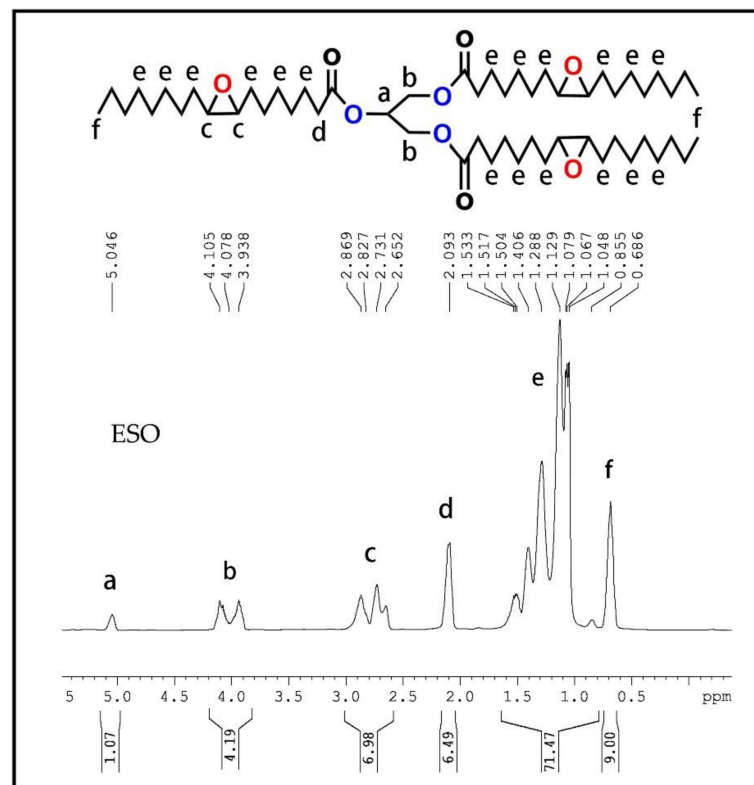 O
O
e e e O e e e
b
e e e O e e e
a
O
f
c c
d
O
f
b
O
e e e O e e e
O
5.046
4.105
4.078
3.938
2.869
2.827
2.731
2.652
2.093
1.533
1.517
1.504
1.406
1.288
1.129
1.079
1.067
1.048
0.855
0.686
ESO
a
b
c
d
e
f
5 5.0 4.5 4.0 3.5 3.0 2.5 2.0 1.5 1.0 0.5 ppm
1.07
4.19
6.98
6.49
71.47
9.00